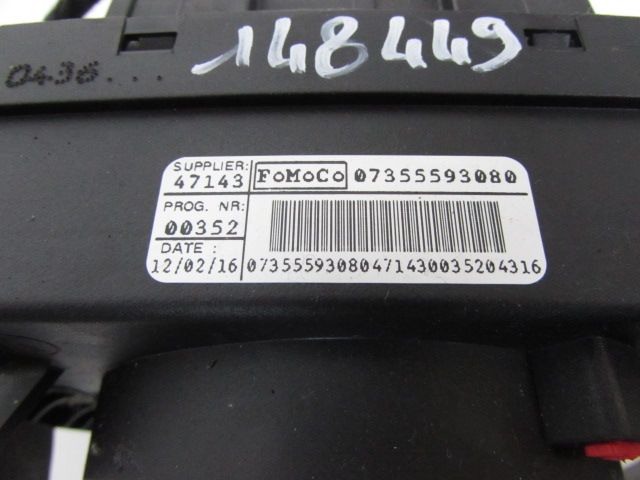 148449
0436...
SUPPLIER:
47143 FoMoCo 07355593080
PROG. NR:
00352
DATE :
12/02/16 07355593080471430035204316